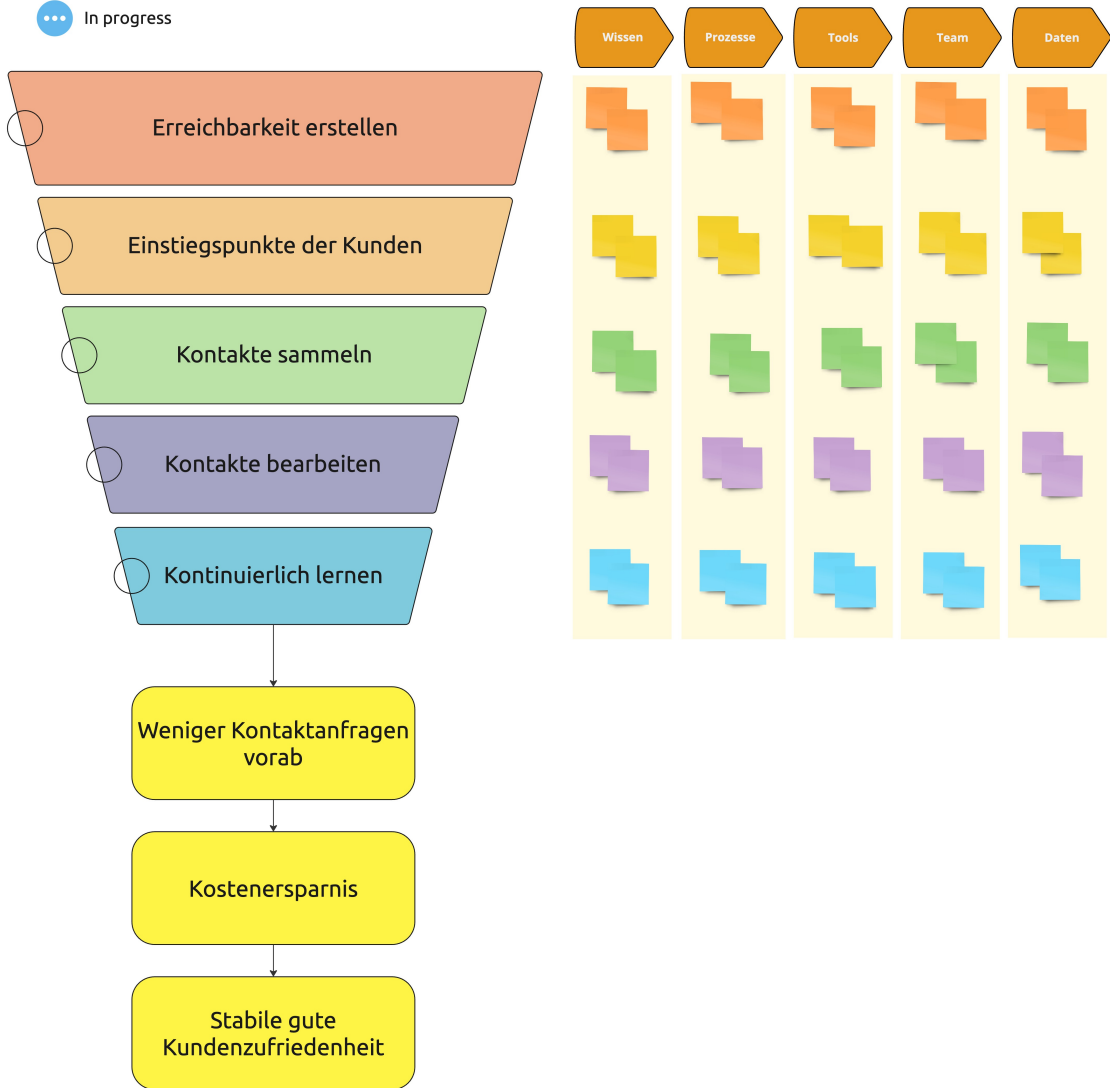 In progress
Wissen
Prozesse
Tools
Team
Daten
Erreichbarkeit erstellen
Einstiegspunkte der Kunden
Kontakte sammeln
Kontakte bearbeiten
Kontinuierlich lernen
Weniger Kontaktanfragen
vorab
Kostenersparnis
Stabile gute
Kundenzufriedenheit